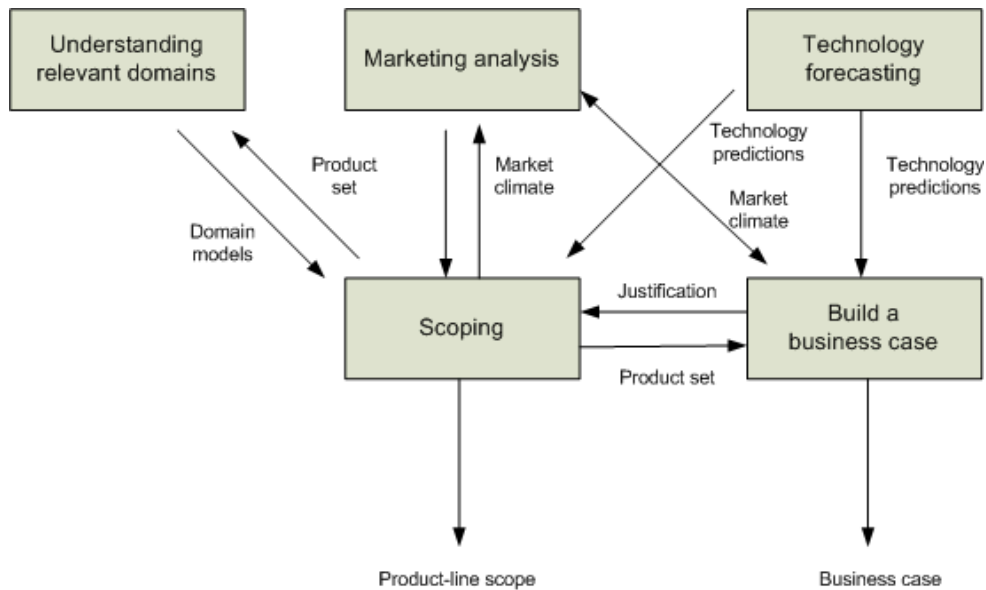 Understanding
relevant domains
Marketing analysis
Technology
forecasting
Product
set
Market
climate
Technology
predictions
Technology
predictions
Market
climate
Domain
models
Scoping
Justification
Product set
Build a
business case
Product-line scope
Business case